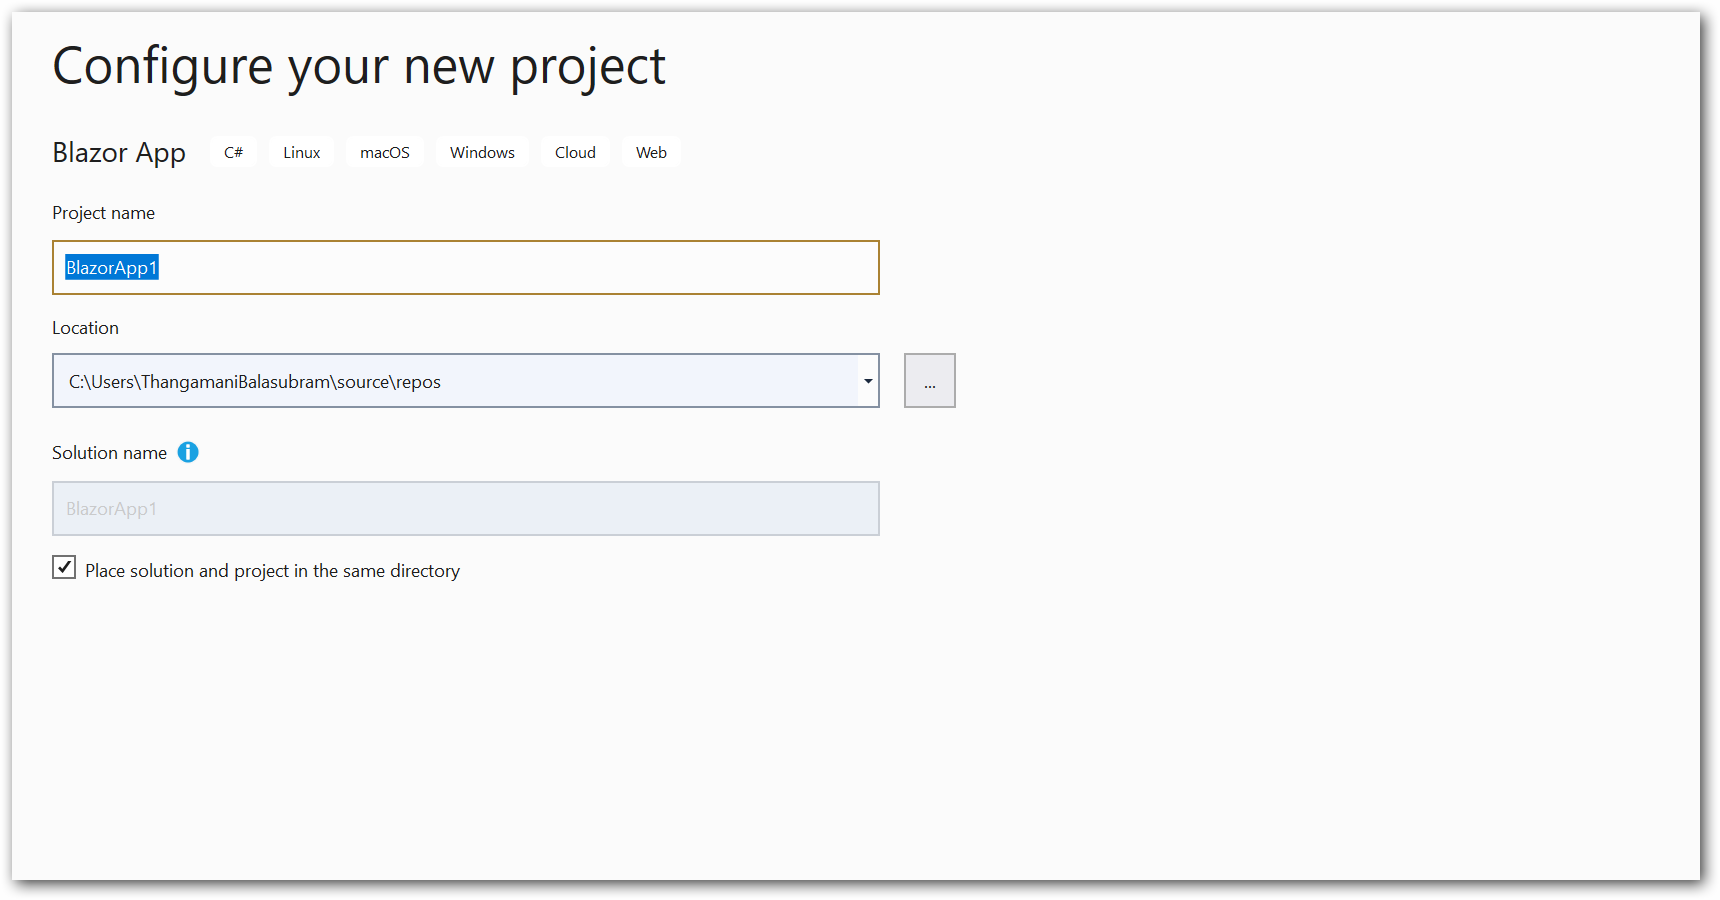 Configure your new project
Blazor App C# Linux macOS Windows Cloud Web
Project name
BlazorApp1
Location
C:\Users\ThangamaniBalasubram\source\repos ...
Solution name
BlazorApp1
Place solution and project in the same directory